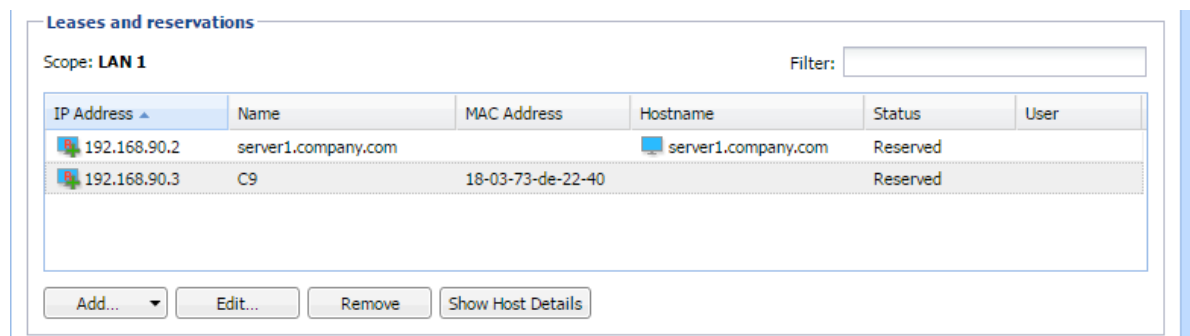 Leases and reservations
Scope: LAN 1 Filter:
IP Address Name MAC Address Hostname Status User
192.168.90.2 server1.company.com server1.company.com Reserved
192.168.90.3 C9 18-03-73-de-22-40 Reserved
Add... Edit... Remove Show Host Details